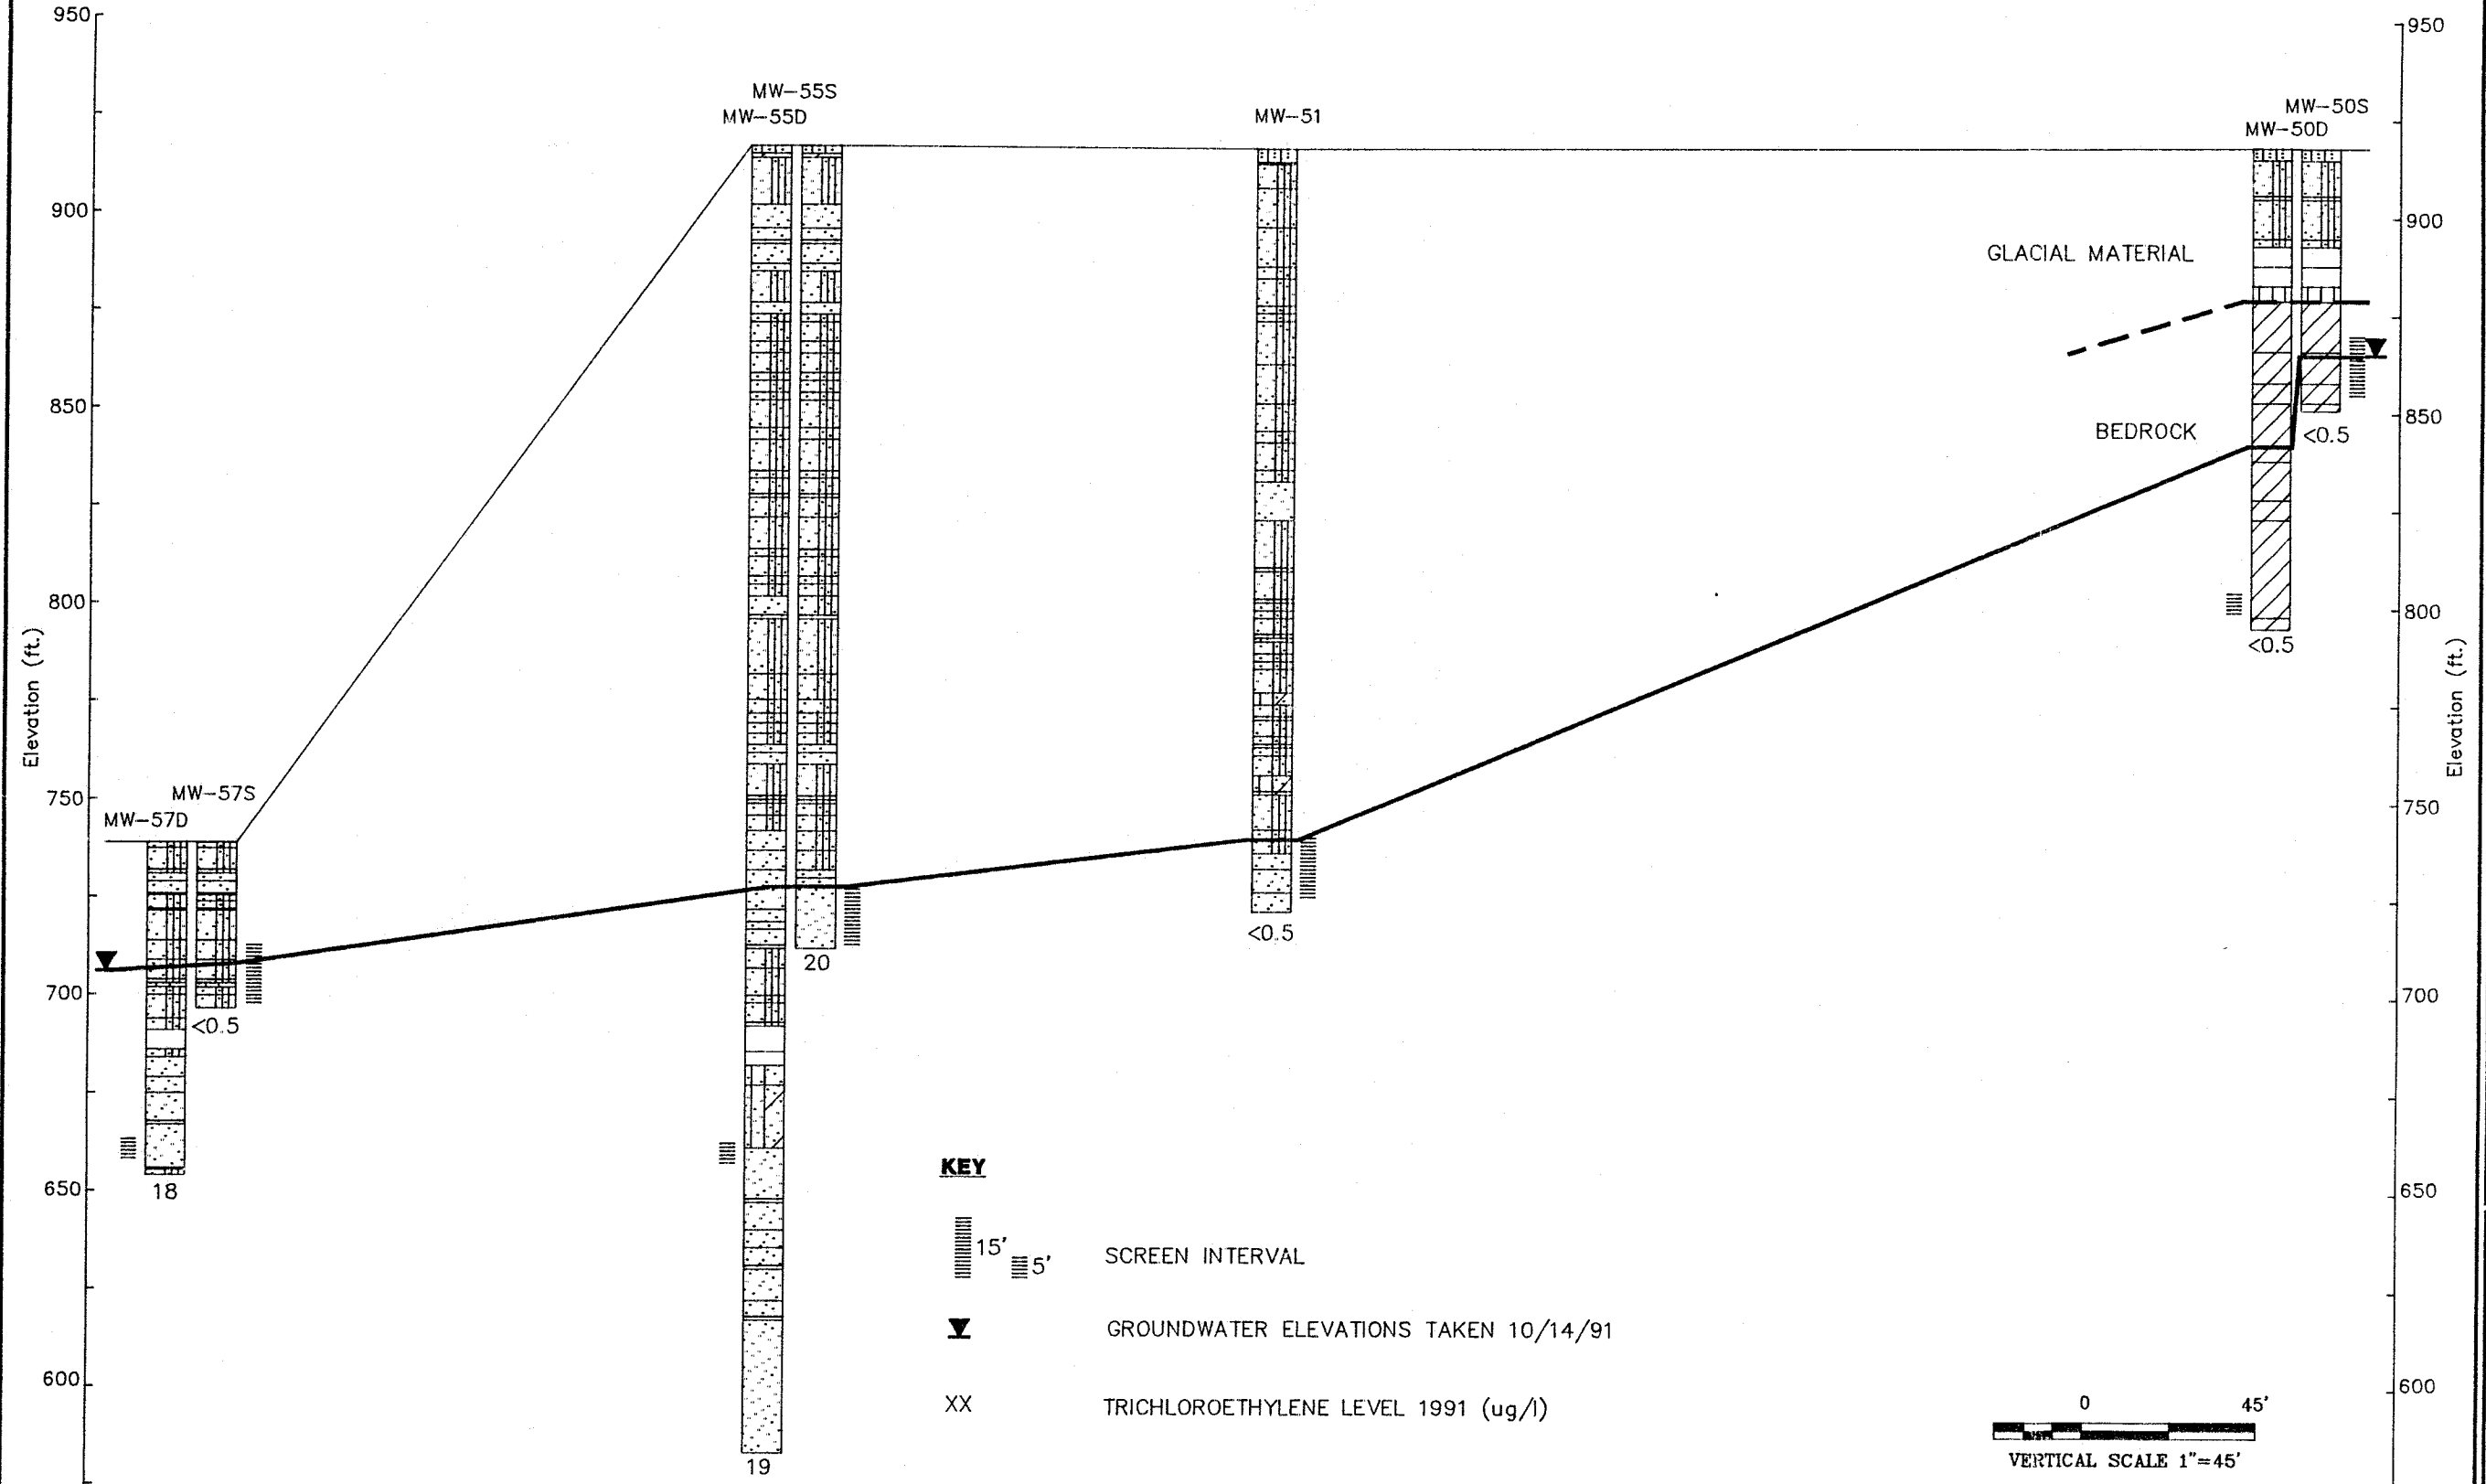 950
950
MW-55S
MW-55D
MW-51
MW-50S
MW-50D
900
900
GLACIAL MATERIAL
850
850
BEDROCK
<0.5
800
800
<0.5
Elevation (ft.)
Elevation (ft.)
750
750
MW-57S
MW-57D
<0.5
20
700
700
<0.5
650
650
18
KEY
15'
5'
SCREEN INTERVAL
GROUNDWATER ELEVATIONS TAKEN 10/14/91
600
600
XX
TRICHLOROETHYLENE LEVEL 1991 (ug/l)
0 45'
VERTICAL SCALE 1"=45'
19